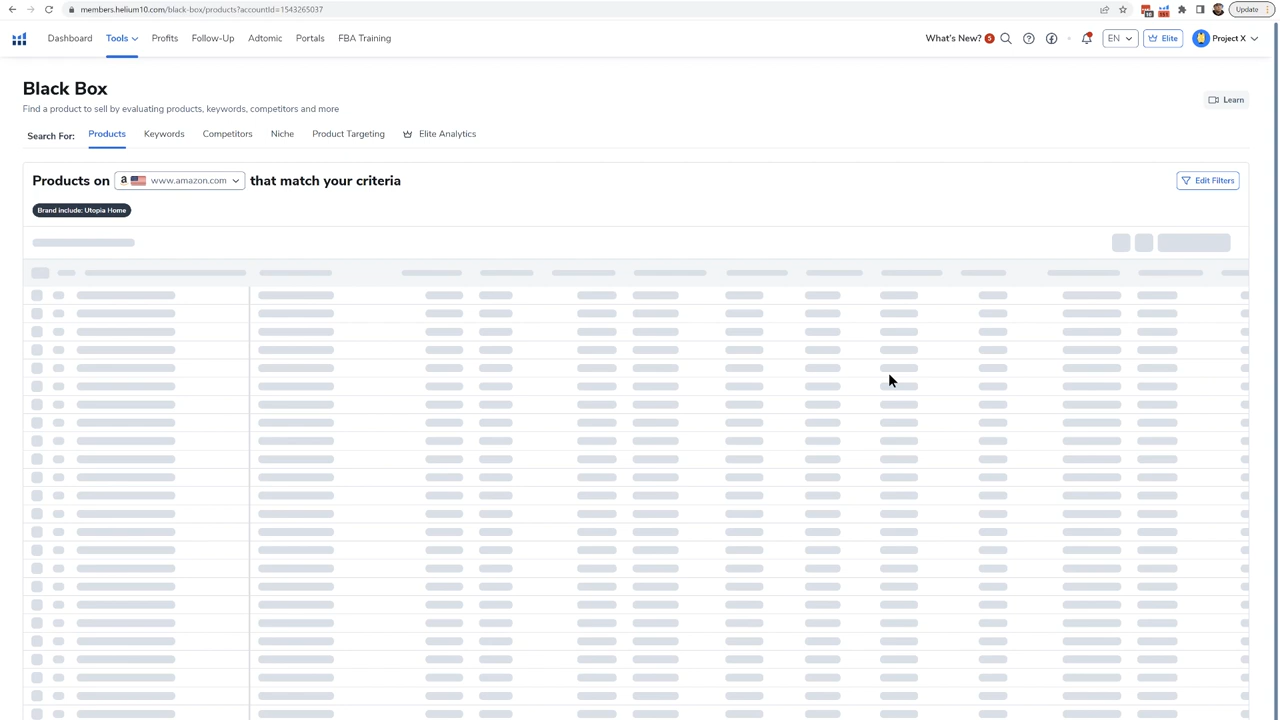 members.helium10.com/black-box/products?accountId=1543265037
Update
Dashboard Tools Profits Follow-Up Adtomic Portals FBA Training
What's New? 5 EN Elite Project X
Black Box
Find a product to sell by evaluating products, keywords, competitors and more
Learn
Search For: Products Keywords Competitors Niche Product Targeting Elite Analytics
Products on a www.amazon.com that match your criteria
Edit Filters
Brand include: Utopia Home